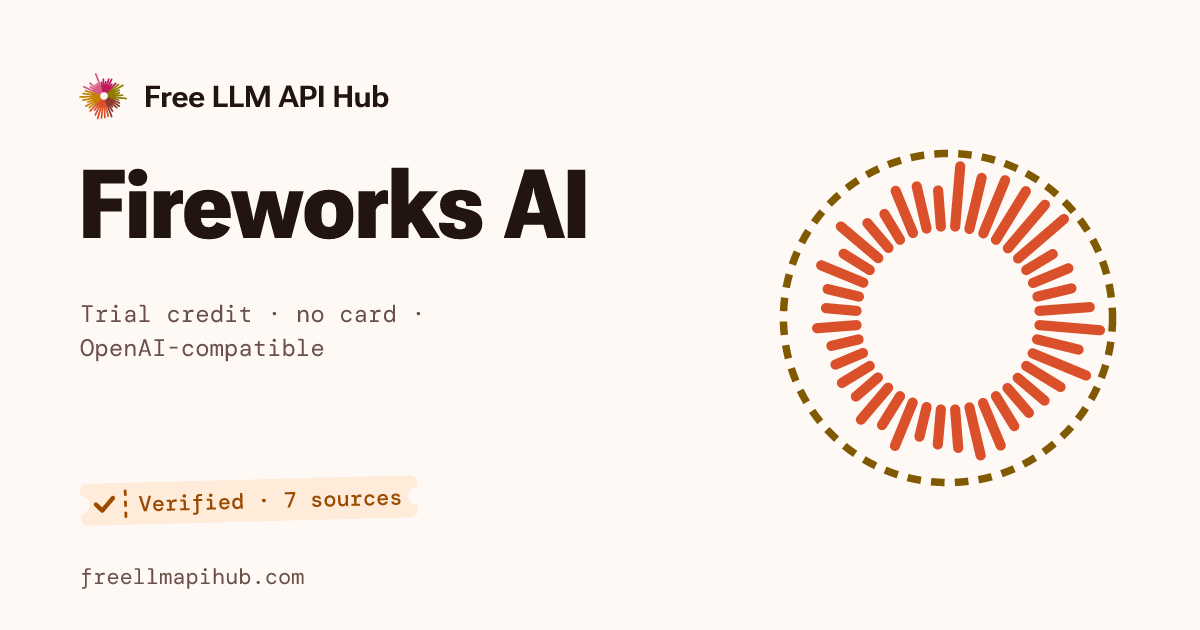 Free LLM API Hub
Fireworks AI
Trial credit · no card ·
OpenAI-compatible
Verified · 7 sources
freellmapihub.com